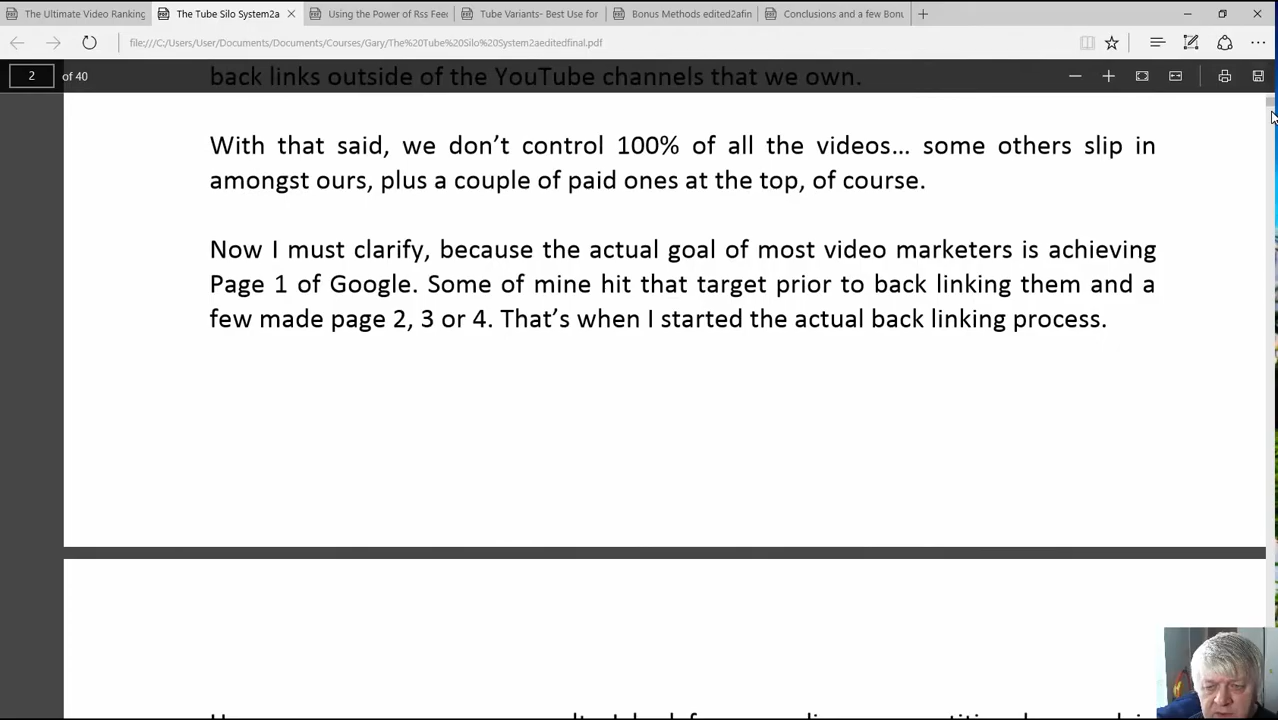 The Ultimate Video Ranking
The Tube Silo System2a
Using the Power of Rss Feed
Tube Variants- Best Use for
Bonus Methods edited2afin
Conclusions and a few Bonu
file:///C:/Users/User/Documents/Documents/Courses/Gary/The%20Tube%20Silo%20System2aeditedfinal.pdf
2 of 40
back links outside of the YouTube channels that we own.
With that said, we don’t control 100% of all the videos… some others slip in
amongst ours, plus a couple of paid ones at the top, of course.
Now I must clarify, because the actual goal of most video marketers is achieving
Page 1 of Google. Some of mine hit that target prior to back linking them and a
few made page 2, 3 or 4. That’s when I started the actual back linking process.